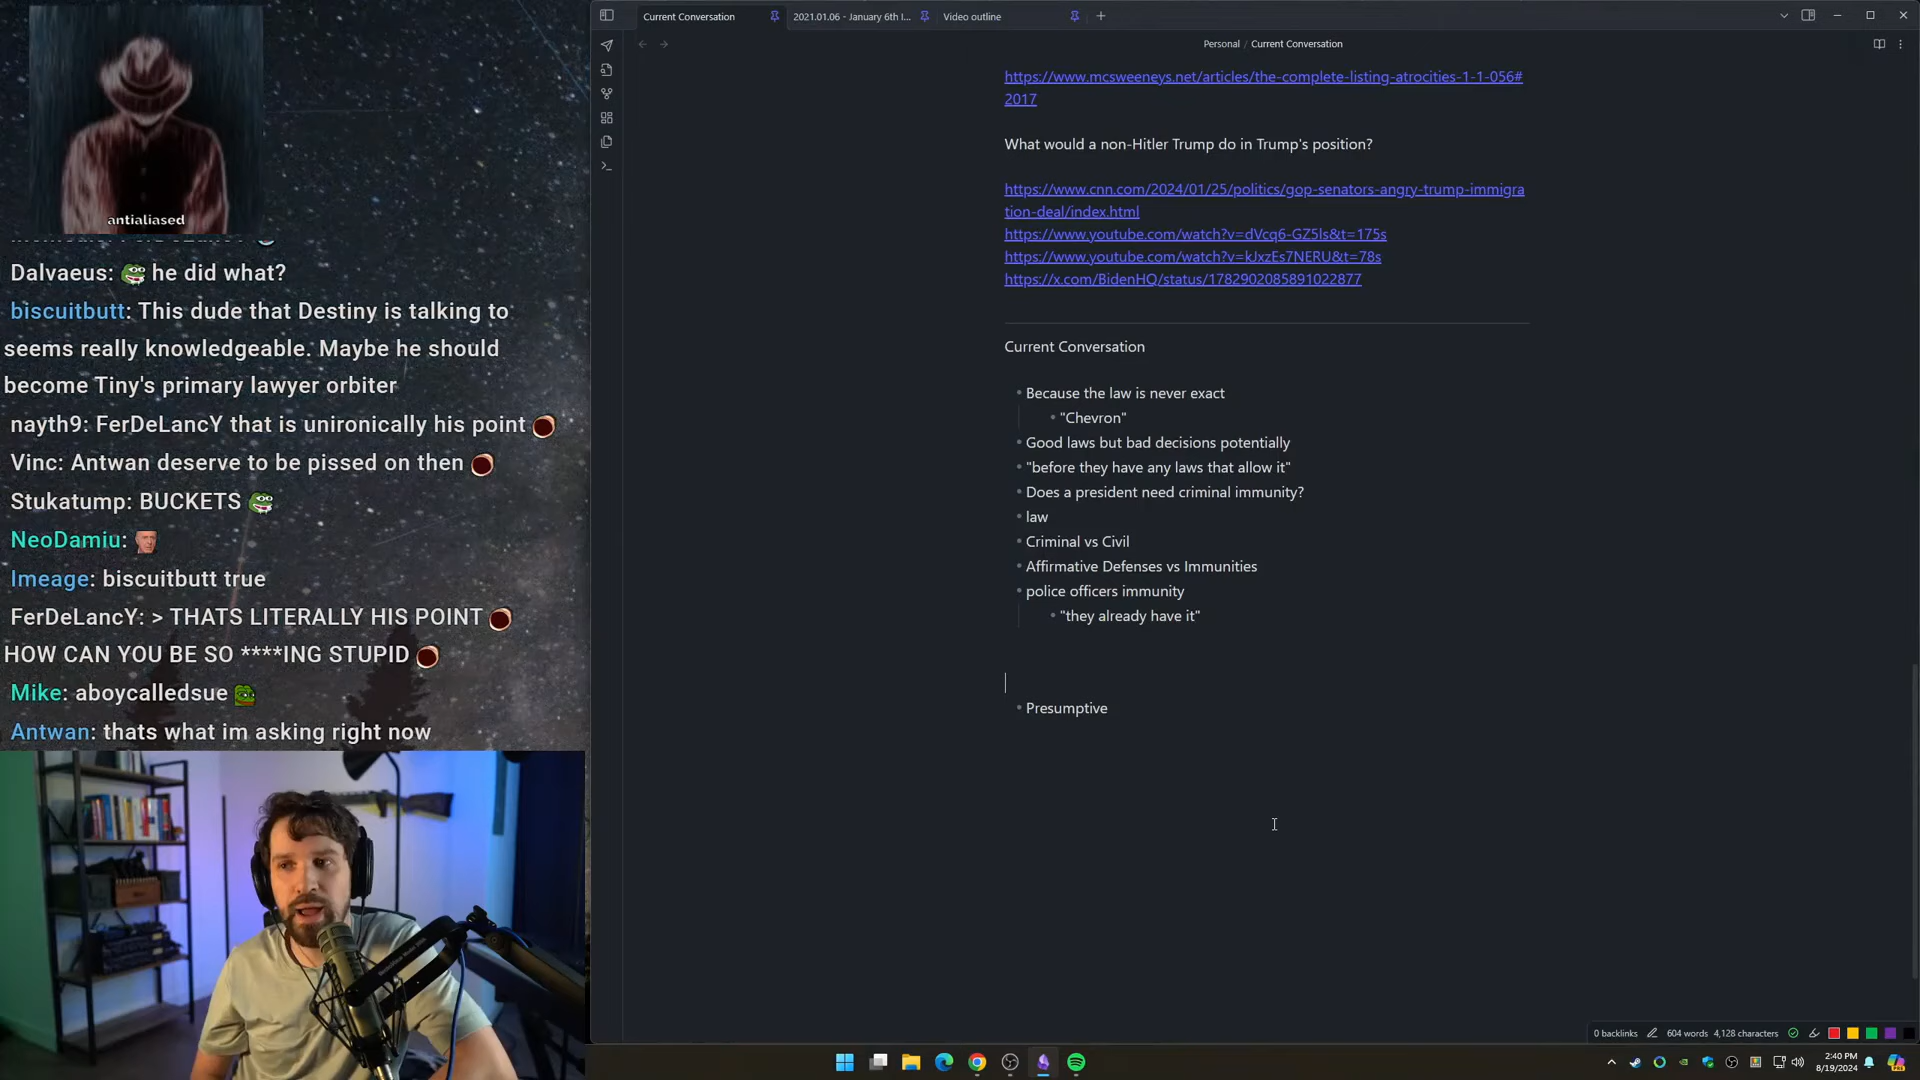 antialiased
Dalvaeus: he did what?
biscuitbutt: This dude that Destiny is talking to
seems really knowledgeable. Maybe he should
become Tiny's primary lawyer orbiter
nayth9: FerDeLancY that is unironically his point
Vinc: Antwan deserve to be pissed on then
Stukatump: BUCKETS
NeoDamiu:
Imeage: biscuitbutt true
FerDeLancY: > THATS LITERALLY HIS POINT
HOW CAN YOU BE SO ****ING STUPID
Mike: aboycalledsue
Antwan: thats what im asking right now
Current Conversation
2021.01.06 - January 6th I...
Video outline
Personal / Current Conversation
https://www.mcsweeneys.net/articles/the-complete-listing-atrocities-1-1-056#
2017
What would a non-Hitler Trump do in Trump's position?
https://www.cnn.com/2024/01/25/politics/gop-senators-angry-trump-immigra
tion-deal/index.html
https://www.youtube.com/watch?v=dVcq6-GZ5ls&t=175s
https://www.youtube.com/watch?v=kJxzEs7NERU&t=78s
https://x.com/BidenHQ/status/1782902085891022877
Current Conversation
• Because the law is never exact
• "Chevron"
• Good laws but bad decisions potentially
• "before they have any laws that allow it"
• Does a president need criminal immunity?
• law
• Criminal vs Civil
• Affirmative Defenses vs Immunities
• police officers immunity
• "they already have it"
• Presumptive
0 backlinks
604 words
4,128 characters
2:40 PM
8/19/2024